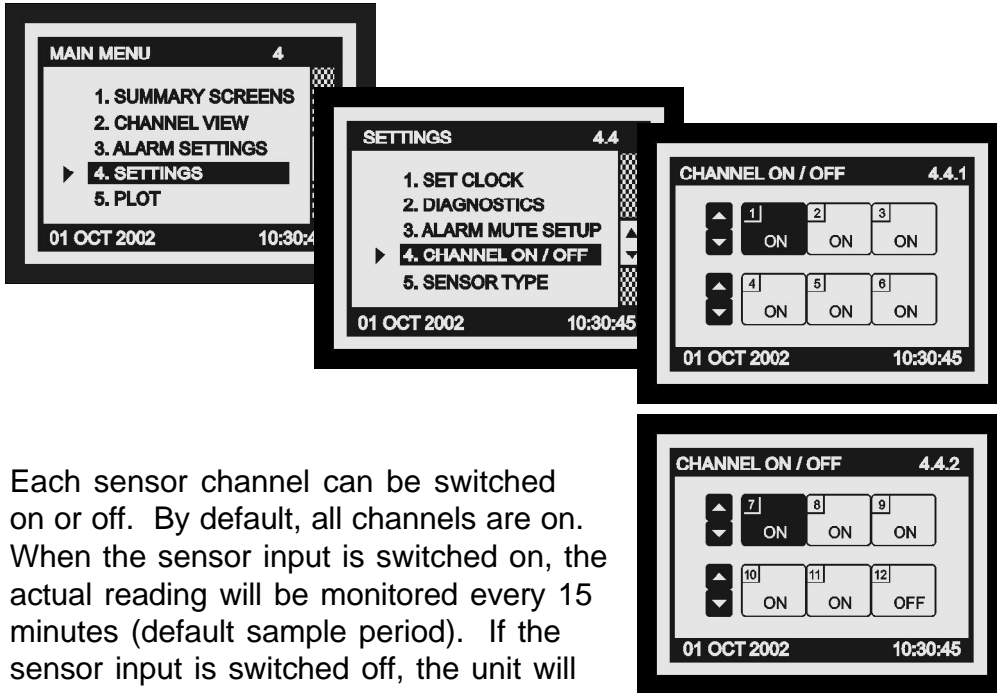 MAIN MENU 4
1. SUMMARY SCREENS
2. CHANNEL VIEW
3. ALARM SETTINGS
4. SETTINGS
5. PLOT
01 OCT 2002 10:30:4
SETTINGS 4.4
1. SET CLOCK
2. DIAGNOSTICS
3. ALARM MUTE SETUP
4. CHANNEL ON / OFF
5. SENSOR TYPE
01 OCT 2002 10:30:45
CHANNEL ON / OFF 4.4.1
1 2 3
ON ON ON
4 5 6
ON ON ON
01 OCT 2002 10:30:45
CHANNEL ON / OFF 4.4.2
7 8 9
ON ON ON
10 11 12
ON ON OFF
01 OCT 2002 10:30:45
Each sensor channel can be switched
on or off. By default, all channels are on.
When the sensor input is switched on, the
actual reading will be monitored every 15
minutes (default sample period). If the
sensor input is switched off, the unit will